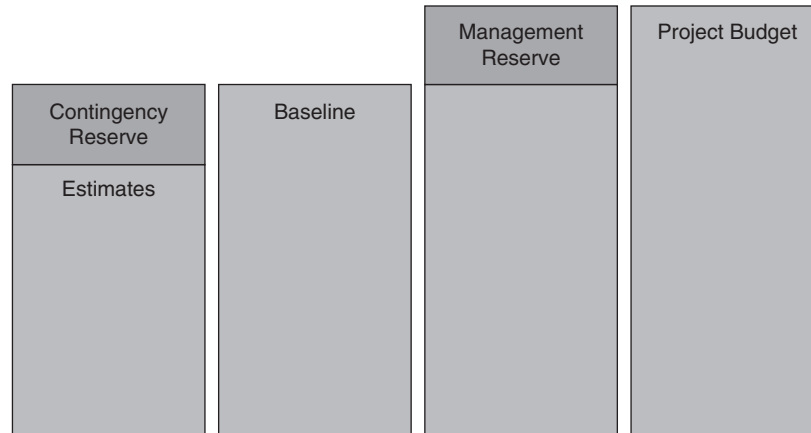 Contingency
Reserve
Estimates
Baseline
Management
Reserve
Project Budget